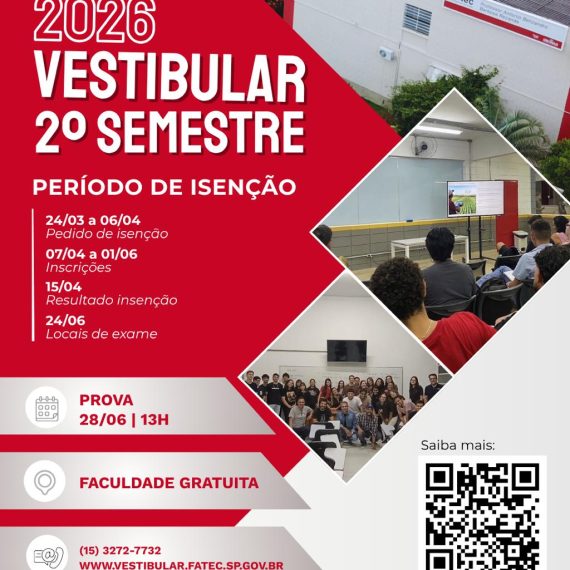 2026
VESTIBULAR
2º SEMESTRE
PERÍODO DE ISENÇÃO
24/03 a 06/04
Pedido de isenção
07/04 a 01/06
Inscrições
15/04
Resultado insenção
24/06
Locais de exame
PROVA
28/06 | 13H
FACULDADE GRATUITA
(15) 3272-7732
WWW.VESTIBULAR.FATEC.SP.GOV.BR
Saiba mais: